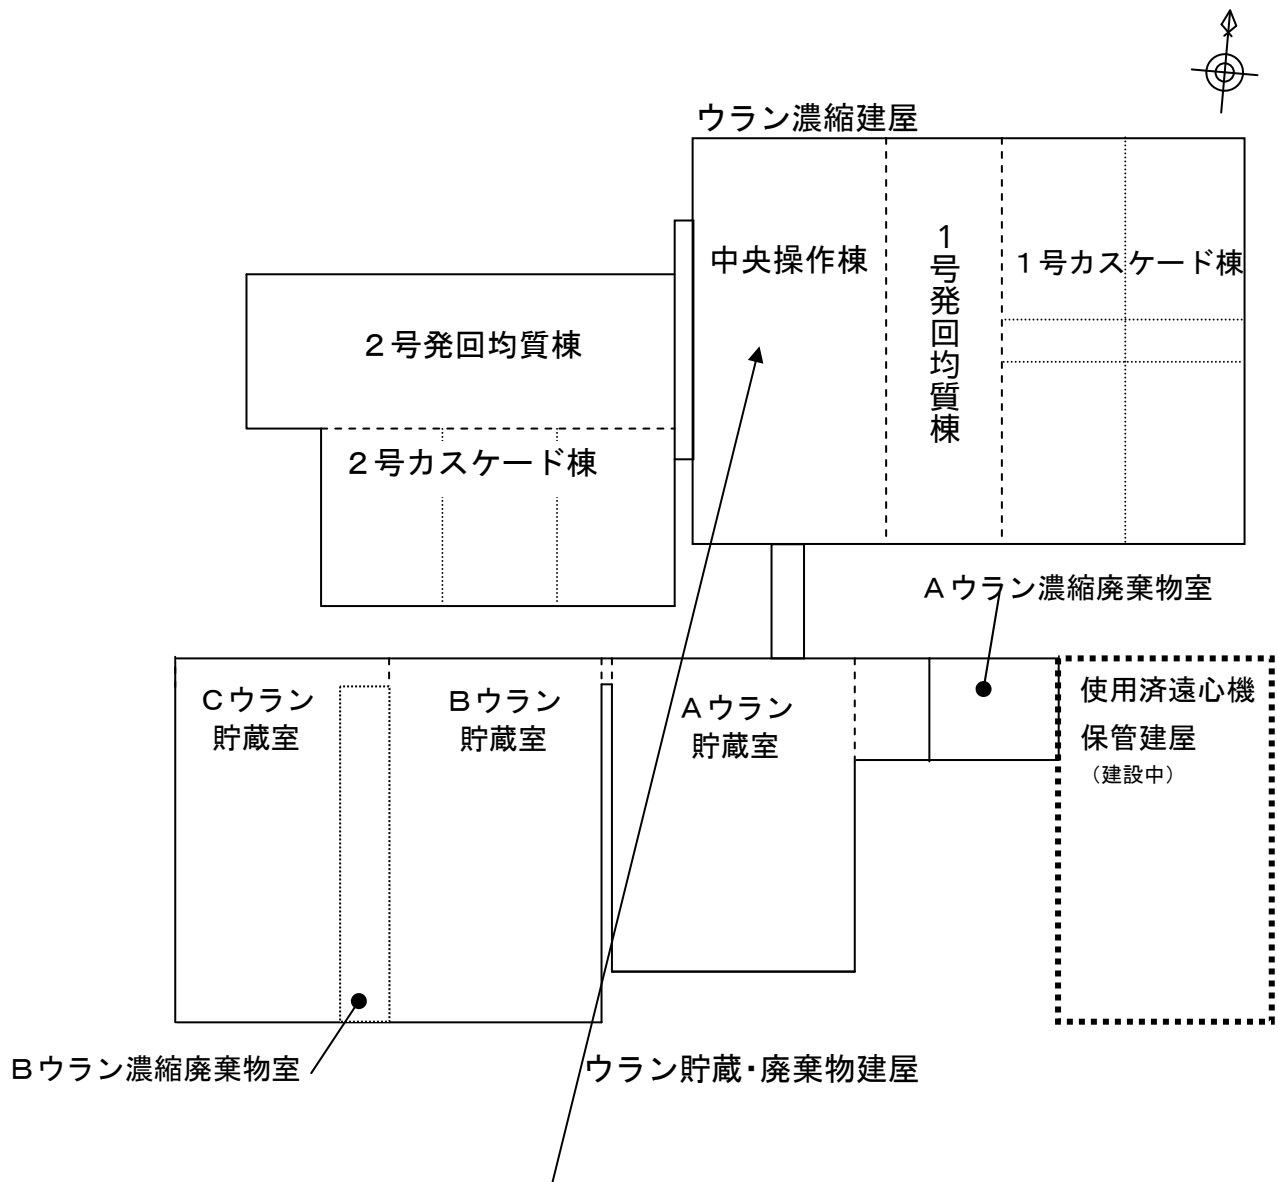 ウラン濃縮建屋
中央操作棟
1号発回均質棟
1号カスケード棟
2号発回均質棟
2号カスケード棟
Aウラン濃縮廃棄物室
Cウラン
貯蔵室
Bウラン
貯蔵室
Aウラン
貯蔵室
使用済遠心機
保管建屋
（建設中）
Bウラン濃縮廃棄物室
ウラン貯蔵・廃棄物建屋